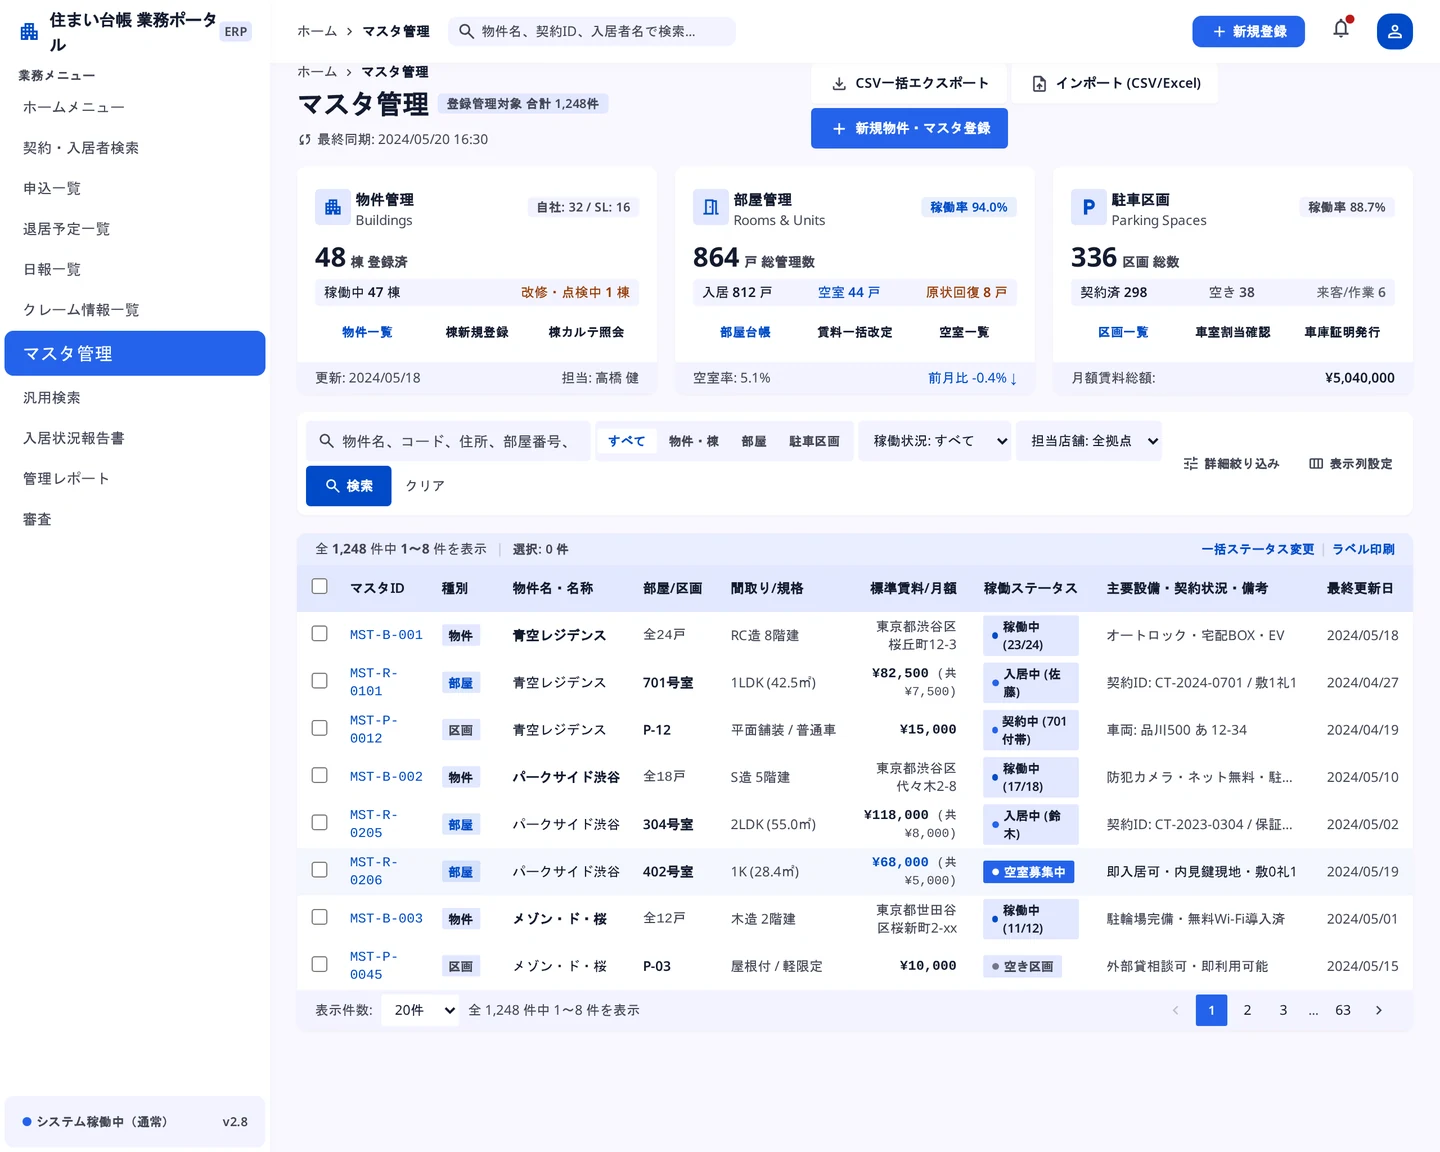 住まい台帳 業務ポータル
ERP
業務メニュー
ホームメニュー
契約・入居者検索
申込一覧
退居予定一覧
日報一覧
クレーム情報一覧
マスタ管理
汎用検索
入居状況報告書
管理レポート
審査
システム稼働中（通常） v2.8
ホーム › マスタ管理
物件名、契約ID、入居者名で検索...
＋ 新規登録
ホーム › マスタ管理
マスタ管理
登録管理対象 合計 1,248件
最終同期: 2024/05/20 16:30
CSV一括エクスポート
インポート (CSV/Excel)
＋ 新規物件・マスタ登録
物件管理
Buildings
自社: 32 / SL: 16
48 棟 登録済
稼働中 47 棟 改修・点検中 1 棟
物件一覧 棟新規登録 棟カルテ照会
更新: 2024/05/18 担当: 高橋 健
部屋管理
Rooms & Units
稼働率 94.0%
864 戸 総管理数
入居 812 戸 空室 44 戸 原状回復 8 戸
部屋台帳 賃料一括改定 空室一覧
空室率: 5.1% 前月比 -0.4% ↓
P
駐車区画
Parking Spaces
稼働率 88.7%
336 区画 総数
契約済 298 空き 38 来客/作業 6
区画一覧 車室割当確認 車庫証明発行
月額賃料総額: ¥5,040,000
物件名、コード、住所、部屋番号、
すべて 物件・棟 部屋 駐車区画
稼働状況: すべて
担当店舗: 全拠点
詳細絞り込み
表示列設定
検索
クリア
全 1,248 件中 1〜8 件を表示 | 選択: 0 件
一括ステータス変更 | ラベル印刷
マスタID 種別 物件名・名称 部屋/区画 間取り/規格 標準賃料/月額 稼働ステータス 主要設備・契約状況・備考 最終更新日
MST-B-001 物件 青空レジデンス 全24戸 RC造 8階建 東京都渋谷区桜丘町12-3 稼働中 (23/24) オートロック・宅配BOX・EV 2024/05/18
MST-R-0101 部屋 青空レジデンス 701号室 1LDK (42.5㎡) ¥82,500 (共¥7,500) 入居中 (佐藤) 契約ID: CT-2024-0701 / 敷1礼1 2024/04/27
MST-P-0012 区画 青空レジデンス P-12 平面舗装 / 普通車 ¥15,000 契約中 (701付帯) 車両: 品川500 あ 12-34 2024/04/19
MST-B-002 物件 パークサイド渋谷 全18戸 S造 5階建 東京都渋谷区代々木2-8 稼働中 (17/18) 防犯カメラ・ネット無料・駐... 2024/05/10
MST-R-0205 部屋 パークサイド渋谷 304号室 2LDK (55.0㎡) ¥118,000 (共¥8,000) 入居中 (鈴木) 契約ID: CT-2023-0304 / 保証... 2024/05/02
MST-R-0206 部屋 パークサイド渋谷 402号室 1K (28.4㎡) ¥68,000 (共¥5,000) 空室募集中 即入居可・内見鍵現地・敷0礼1 2024/05/19
MST-B-003 物件 メゾン・ド・桜 全12戸 木造 2階建 東京都世田谷区桜新町2-xx 稼働中 (11/12) 駐輪場完備・無料Wi-Fi導入済 2024/05/01
MST-P-0045 区画 メゾン・ド・桜 P-03 屋根付 / 軽限定 ¥10,000 空き区画 外部貸相談可・即利用可能 2024/05/15
表示件数: 20件 全 1,248 件中 1〜8 件を表示
‹ 1 2 3 ... 63 ›